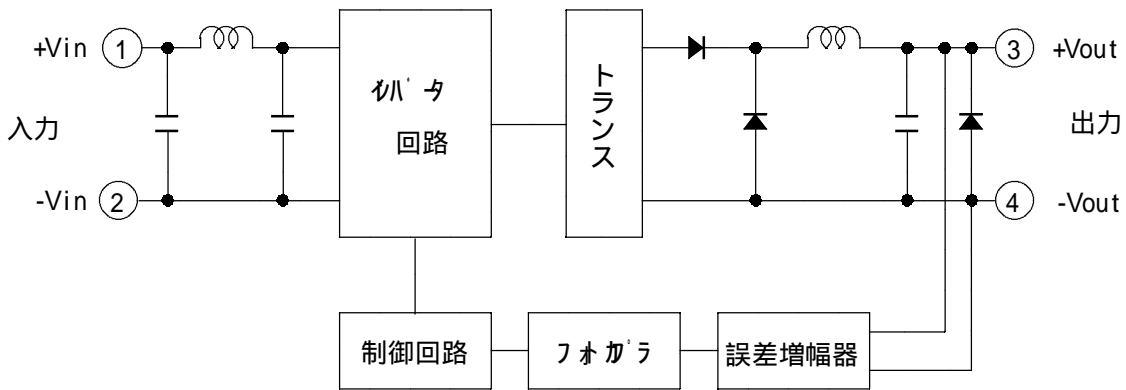 +Vin
1
入力
-Vin
2
ｲﾝﾊﾞｰﾀ
回路
トランス
3
+Vout
出力
4
-Vout
制御回路
ﾌｫﾄｶﾌﾟﾗ
誤差増幅器